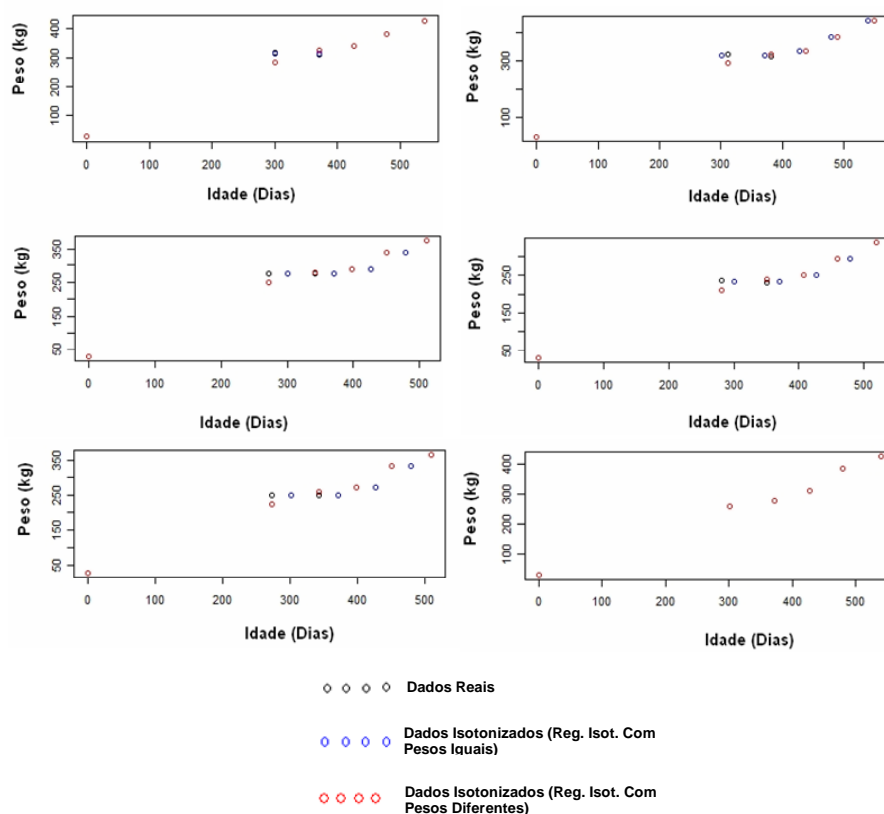 Peso (kg)
400
300
100
0 100 200 300 400 500
Idade (Dias)
Peso (kg)
300
100
0 100 200 300 400 500
Idade (Dias)
Peso (kg)
350
250
150
50
0 100 200 300 400 500
Idade (Dias)
Peso (kg)
250
150
50
0 100 200 300 400 500
Idade (Dias)
Peso (kg)
350
250
150
50
0 100 200 300 400 500
Idade (Dias)
Peso (kg)
400
300
100
0 100 200 300 400 500
Idade (Dias)
Dados Reais
Dados Isotonizados (Reg. Isot. Com
Pesos Iguais)
Dados Isotonizados (Reg. Isot. Com
Pesos Diferentes)